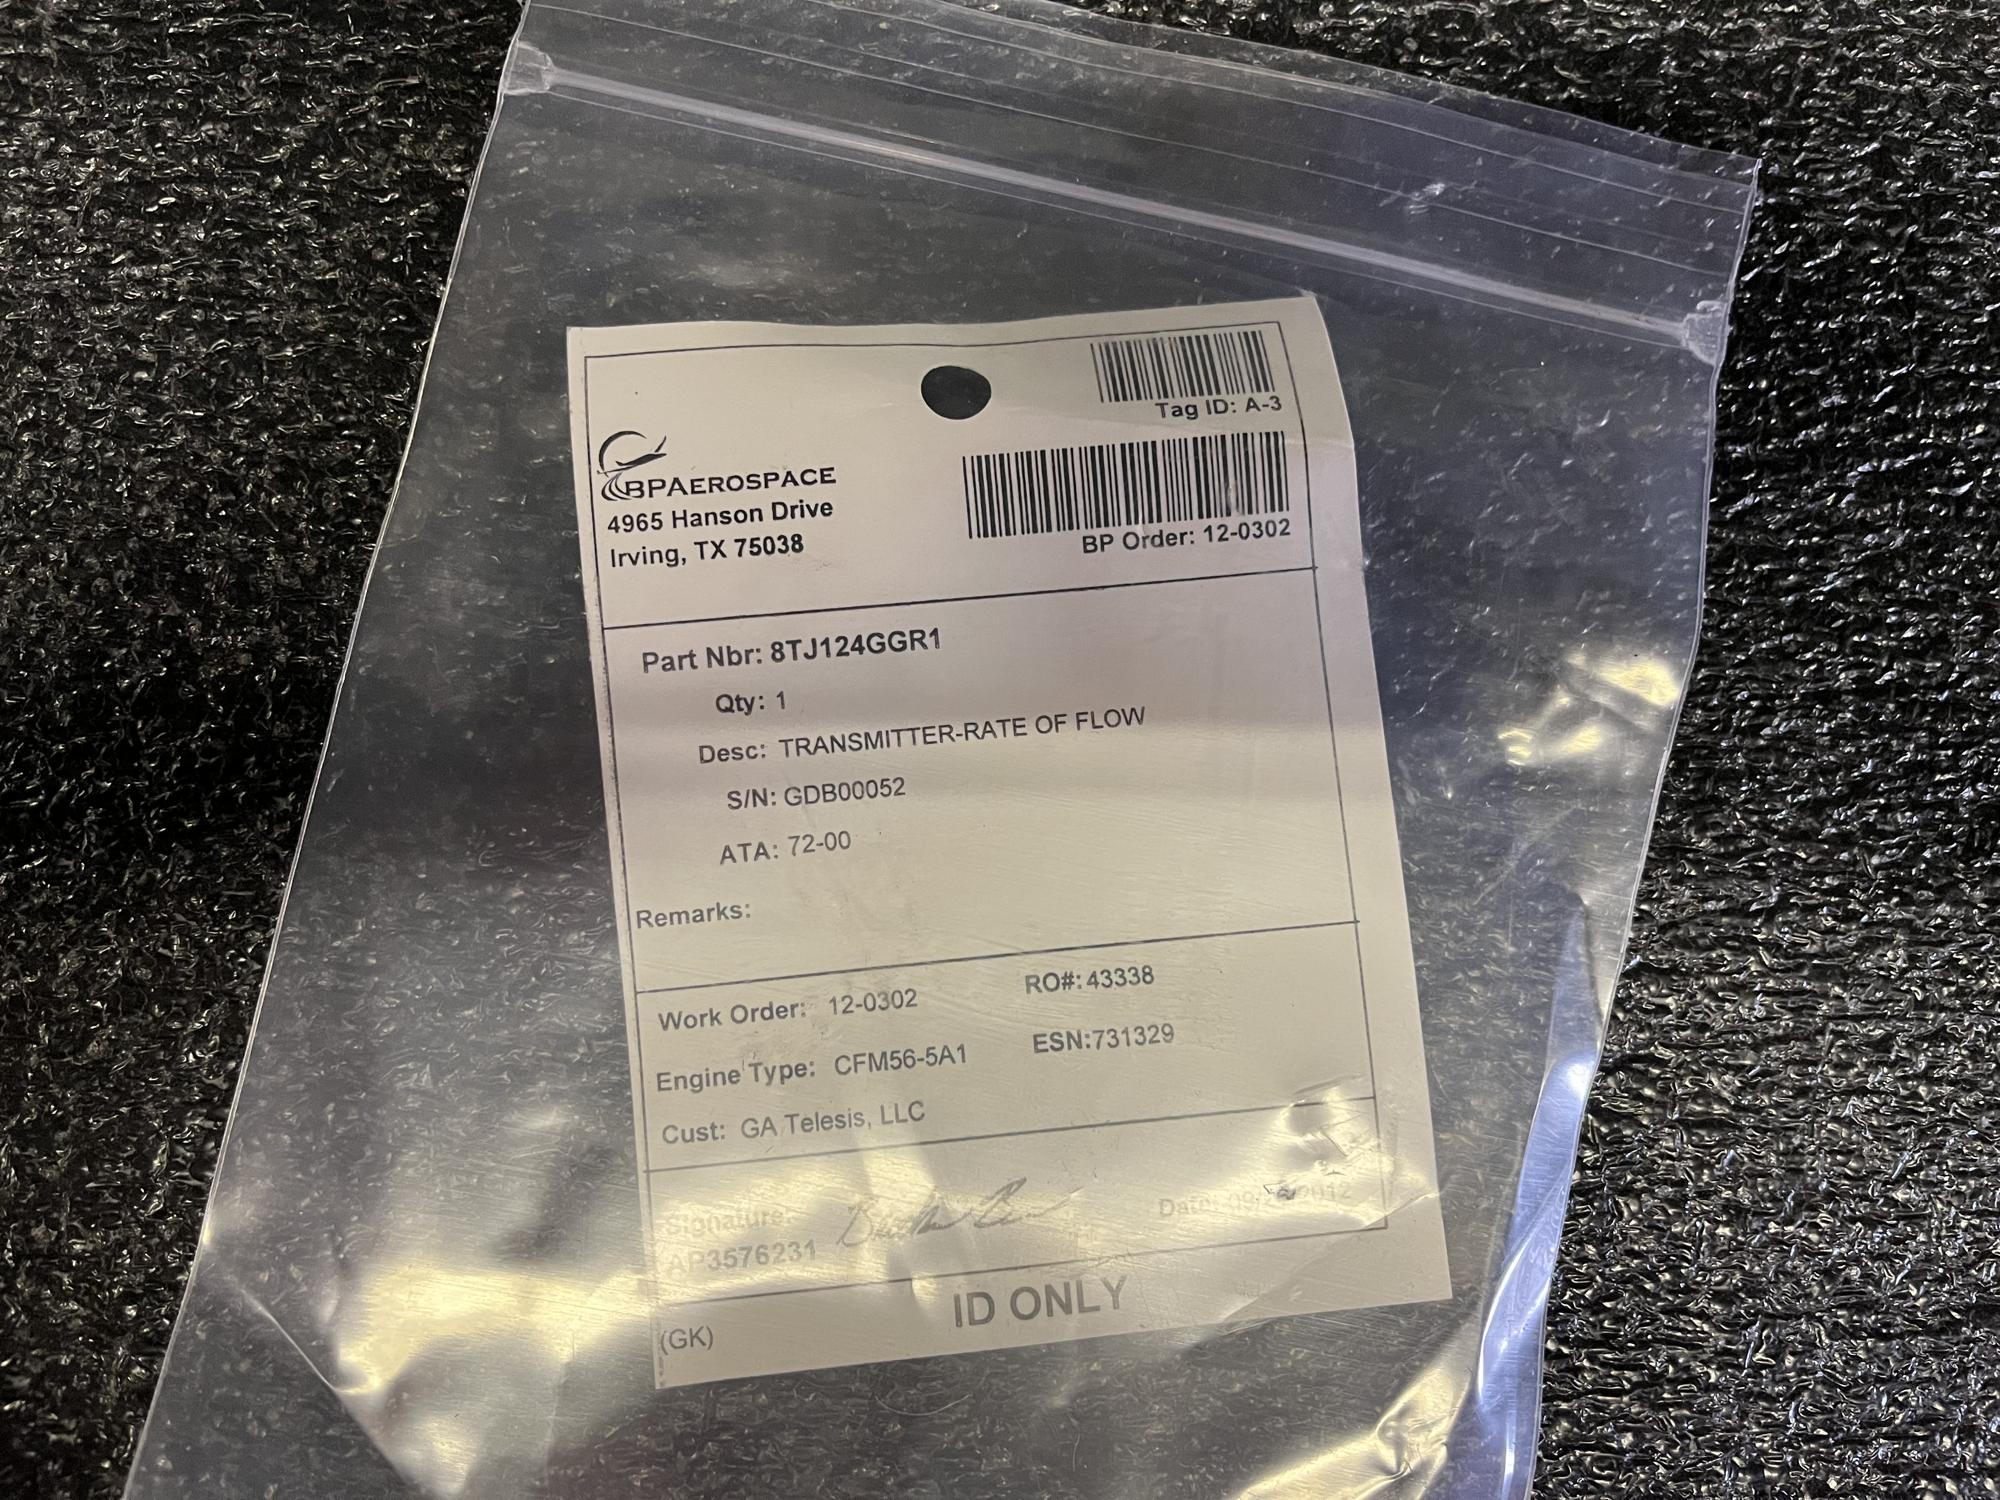 Tag ID: A-3
BPAEROSPACE
4965 Hanson Drive
Irving, TX 75038
BP Order: 12-0302
Part Nbr: 8TJ124GGR1
Qty: 1
Desc: TRANSMITTER-RATE OF FLOW
S/N: GDB00052
ATA: 72-00
Remarks:
Work Order: 12-0302 RO#: 43338
Engine Type: CFM56-5A1 ESN:731329
Cust: GA Telesis, LLC
Signature: Date:
AP3576231
ID ONLY
(GK)